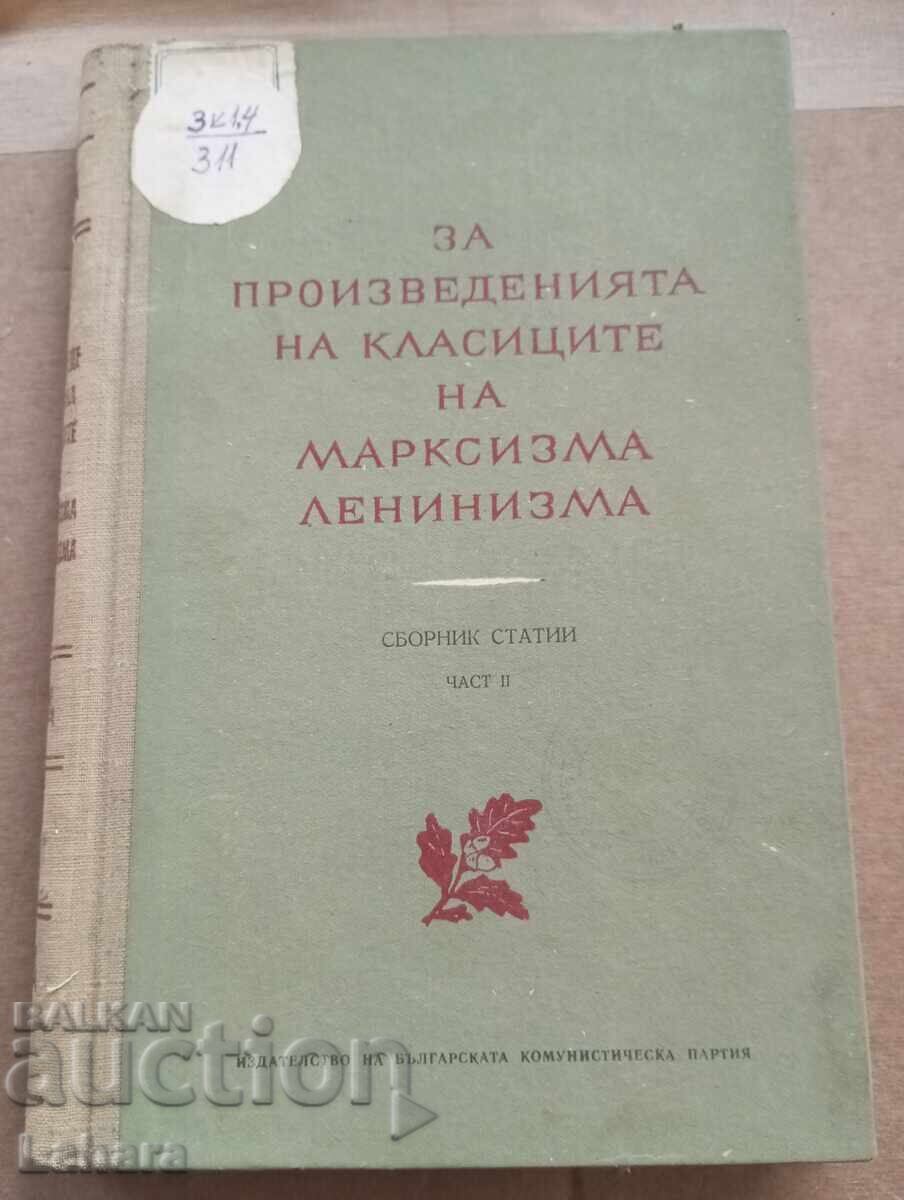 3К1.4
311
ЗА
ПРОИЗВЕДЕНИЯТА
НА КЛАСИЦИТЕ
НА
МАРКСИЗМА
ЛЕНИНИЗМА
СБОРНИК СТАТИИ
ЧАСТ II
ИЗДАТЕЛСТВО НА БЪЛГАРСКАТА КОМУНИСТИЧЕСКА ПАРТИЯ
BALKAN
auction
Lchara